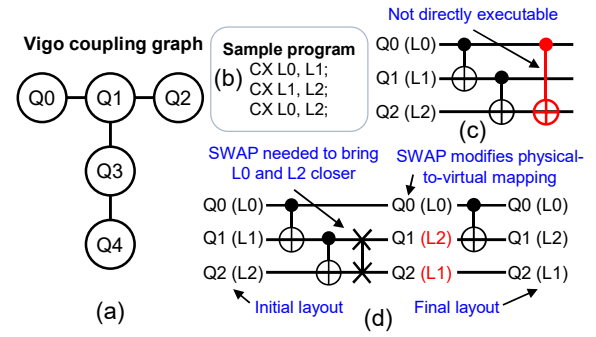 Vigo coupling graph
Q0 Q1 Q2
Q3
Q4
(a)
Sample program
(b)
CX L0, L1;
CX L1, L2;
CX L0, L2;
Not directly executable
Q0 (L0)
Q1 (L1)
Q2 (L2)
(c)
SWAP needed to bring
L0 and L2 closer
SWAP modifies physical-
to-virtual mapping
Q0 (L0) Q0 (L0) Q0 (L0)
Q1 (L1) Q1 (L2) Q1 (L2)
Q2 (L2) Q2 (L1) Q2 (L1)
Initial layout
(d)
Final layout